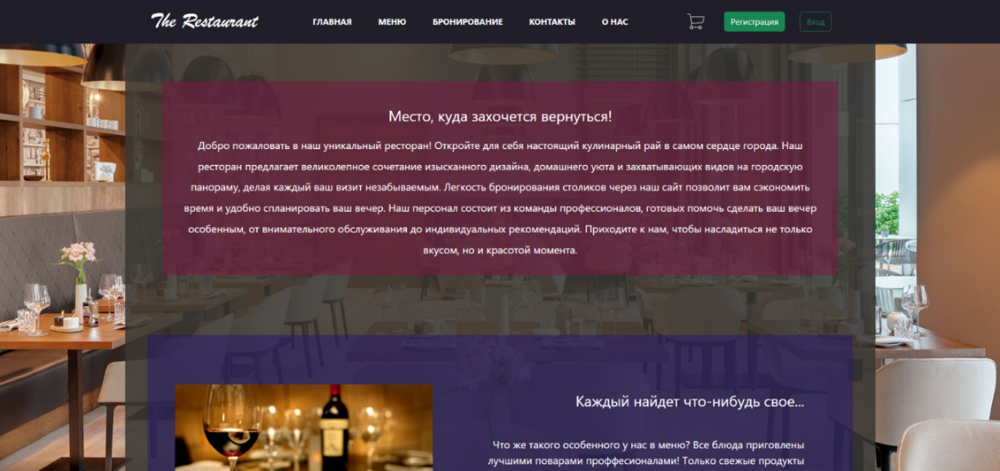 The Restaurant
ГЛАВНАЯ МЕНЮ БРОНИРОВАНИЕ КОНТАКТЫ О НАС
Регистрация Вход
Место, куда захочется вернуться!
Добро пожаловать в наш уникальный ресторан! Откройте для себя настоящий кулинарный рай в самом сердце города. Наш
ресторан предлагает великолепное сочетание изысканного дизайна, домашнего уюта и захватывающих видов на городскую
панораму, делая каждый ваш визит незабываемым. Легкость бронирования столиков через наш сайт позволит вам сэкономить
время и удобно спланировать ваш вечер. Наш персонал состоит из команды профессионалов, готовых помочь сделать ваш вечер
особенным, от внимательного обслуживания до индивидуальных рекомендаций. Приходите к нам, чтобы насладиться не только
вкусом, но и красотой момента.
Каждый найдет что-нибудь свое...
Что же такого особенного у нас в меню? Все блюда приговлены
лучшими поварами проффесионалами! Только свежые продукты